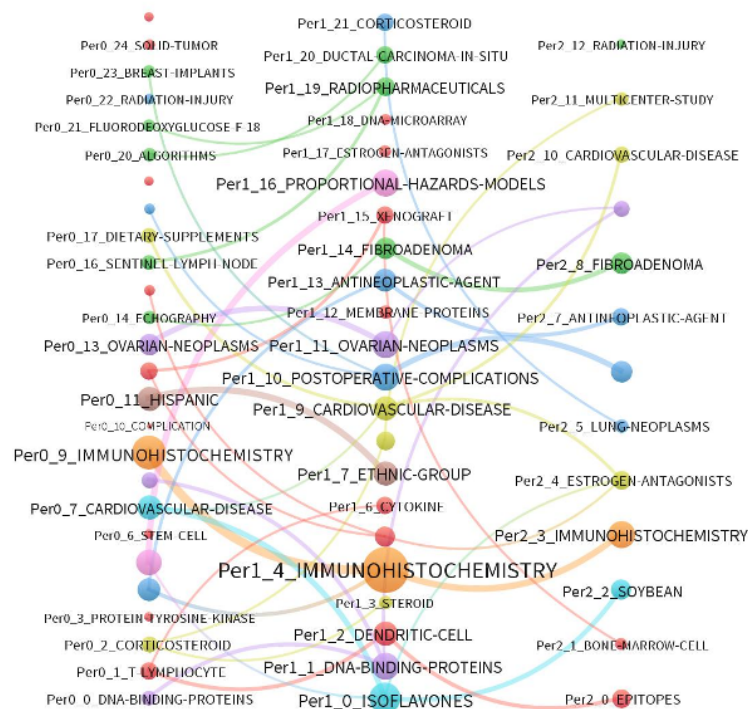 Per0_24_SOLID-TUMOR
Per0_23_BREAST-IMPLANTS
Per0_22_RADIATION-INJURY
Per0_21_FLUORODEOXYGLUCOSE-F 18
Per0_20_ALGORITHMS
Per0_17_DIETARY-SUPPLEMENTS
Per0_16_SENTINEL-LYMPH-NODE
Per0_14_ECHOGRAPHY
Per0_13_OVARIAN-NEOPLASMS
Per0_11_HISPANIC
Per0_10_COMPLICATION
Per0_9_IMMUNOHISTOCHEMISTRY
Per0_7_CARDIOVASCULAR-DISEASE
Per0_6_STEM-CELL
Per0_3_PROTEIN-TYROSINE-KINASE
Per0_2_CORTICOSTEROID
Per0_1_T-LYMPHOCYTE
Per0_0_DNA-BINDING-PROTEINS
Per1_21_CORTICOSTEROID
Per1_20_DUCTAL-CARCINOMA-IN-SITU
Per1_19_RADIOPHARMACEUTICALS
Per1_18_DNA-MICROARRAY
Per1_17_ESTROGEN-ANTAGONISTS
Per1_16_PROPORTIONAL-HAZARDS-MODELS
Per1_15_XENOGRAFT
Per1_14_FIBROADENOMA
Per1_13_ANTINEOPLASTIC-AGENT
Per1_12_MEMBRANE-PROTEINS
Per1_11_OVARIAN-NEOPLASMS
Per1_10_POSTOPERATIVE-COMPLICATIONS
Per1_9_CARDIOVASCULAR-DISEASE
Per1_7_ETHNIC-GROUP
Per1_6_CYTOKINE
Per1_4_IMMUNOHISTOCHEMISTRY
Per1_3_STEROID
Per1_2_DENDRITIC-CELL
Per1_1_DNA-BINDING-PROTEINS
Per1_0_ISOFLAVONES
Per2_12_RADIATION-INJURY
Per2_11_MULTICENTER-STUDY
Per2_10_CARDIOVASCULAR-DISEASE
Per2_8_FIBROADENOMA
Per2_7_ANTINEOPLASTIC-AGENT
Per2_5_LUNG-NEOPLASMS
Per2_4_ESTROGEN-ANTAGONISTS
Per2_3_IMMUNOHISTOCHEMISTRY
Per2_2_SOYBEAN
Per2_1_BONE-MARROW-CELL
Per2_0_EPITOPES